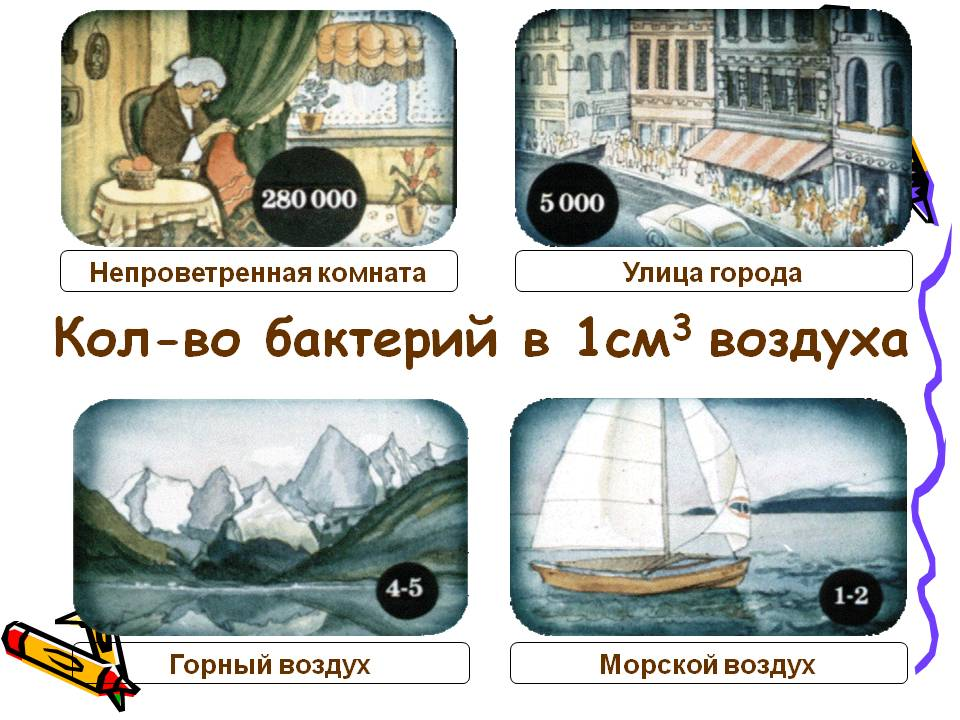 280 000
5 000
Непроветренная комната
Улица города
Кол-во бактерий в 1см³ воздуха
4-5
1-2
Горный воздух
Морской воздух